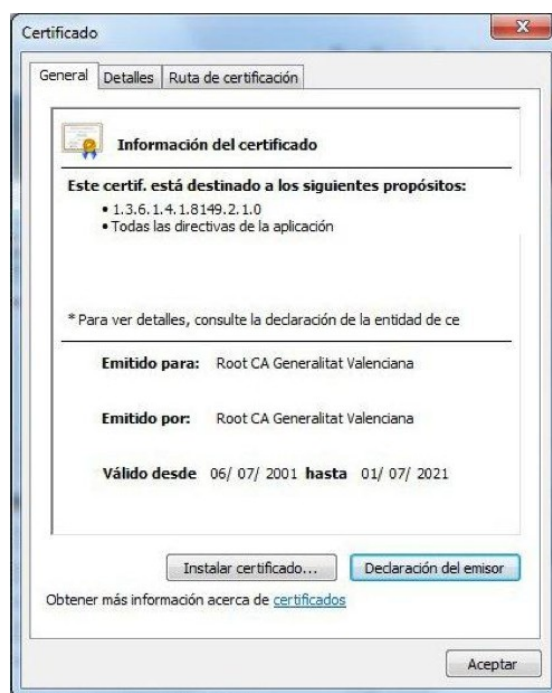 Certificado
General Detalles Ruta de certificación
Información del certificado
Este certif. está destinado a los siguientes propósitos:
• 1.3.6.1.4.1.8149.2.1.0
• Todas las directivas de la aplicación
* Para ver detalles, consulte la declaración de la entidad de ce
Emitido para: Root CA Generalitat Valenciana
Emitido por: Root CA Generalitat Valenciana
Válido desde 06/ 07/ 2001 hasta 01/ 07/ 2021
Instalar certificado... Declaración del emisor
Obtener más información acerca de certificados
Aceptar